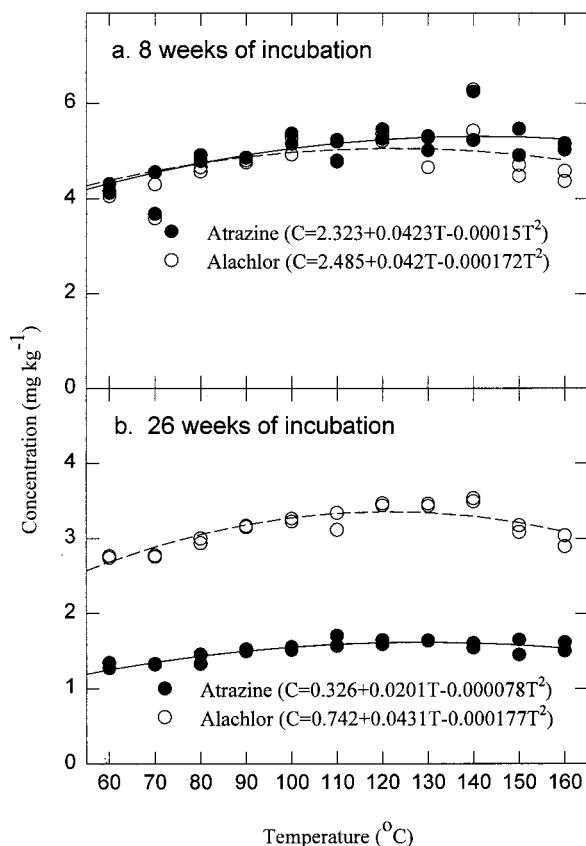 a. 8 weeks of incubation
6
4
2
0
Atrazine (C=2.323+0.0423T-0.00015T²)
Alachlor (C=2.485+0.042T-0.000172T²)
Concentration (mg kg⁻¹)
b. 26 weeks of incubation
4
3
2
1
0
Atrazine (C=0.326+0.0201T-0.000078T²)
Alachlor (C=0.742+0.0431T-0.000177T²)
60 70 80 90 100 110 120 130 140 150 160
Temperature (°C)